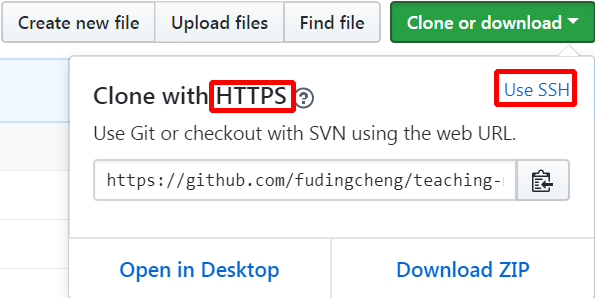 Create new file Upload files Find file Clone or download
Clone with HTTPS ?
Use SSH
Use Git or checkout with SVN using the web URL.
https://github.com/fudingcheng/teaching-
Open in Desktop Download ZIP